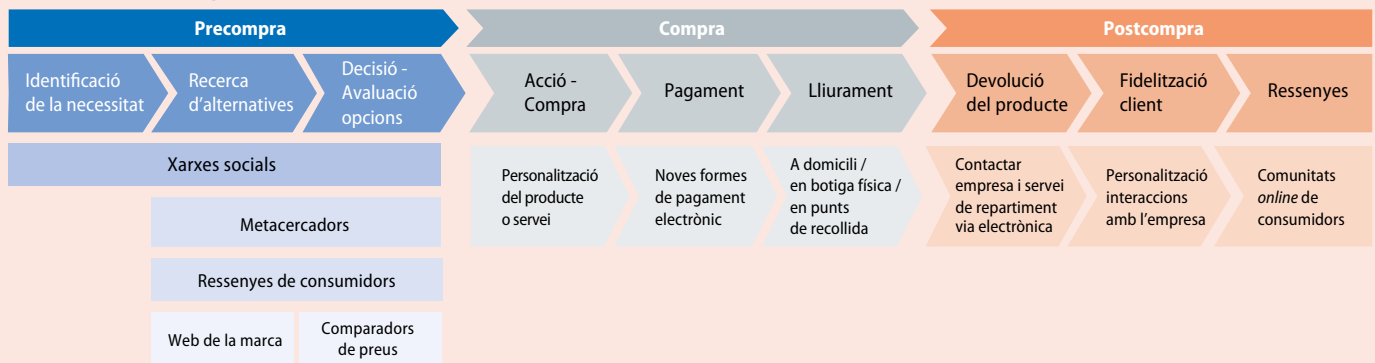 Precompra
Compra
Postcompra
Identificació
de la necessitat
Recerca
d'alternatives
Decisió -
Avaluació
opcions
Acció -
Compra
Pagament
Lliurament
Devolució
del producte
Fidelització
client
Ressenyes
Xarxes socials
Metacercadors
Ressenyes de consumidors
Web de la marca
Comparadors
de preus
Personalització
del producte
o servei
Noves formes
de pagament
electrònic
A domicili /
en botiga física /
en punts
de recollida
Contactar
empresa i servei
de repartiment
via electrònica
Personalització
interaccions
amb l'empresa
Comunitats
online de
consumidors